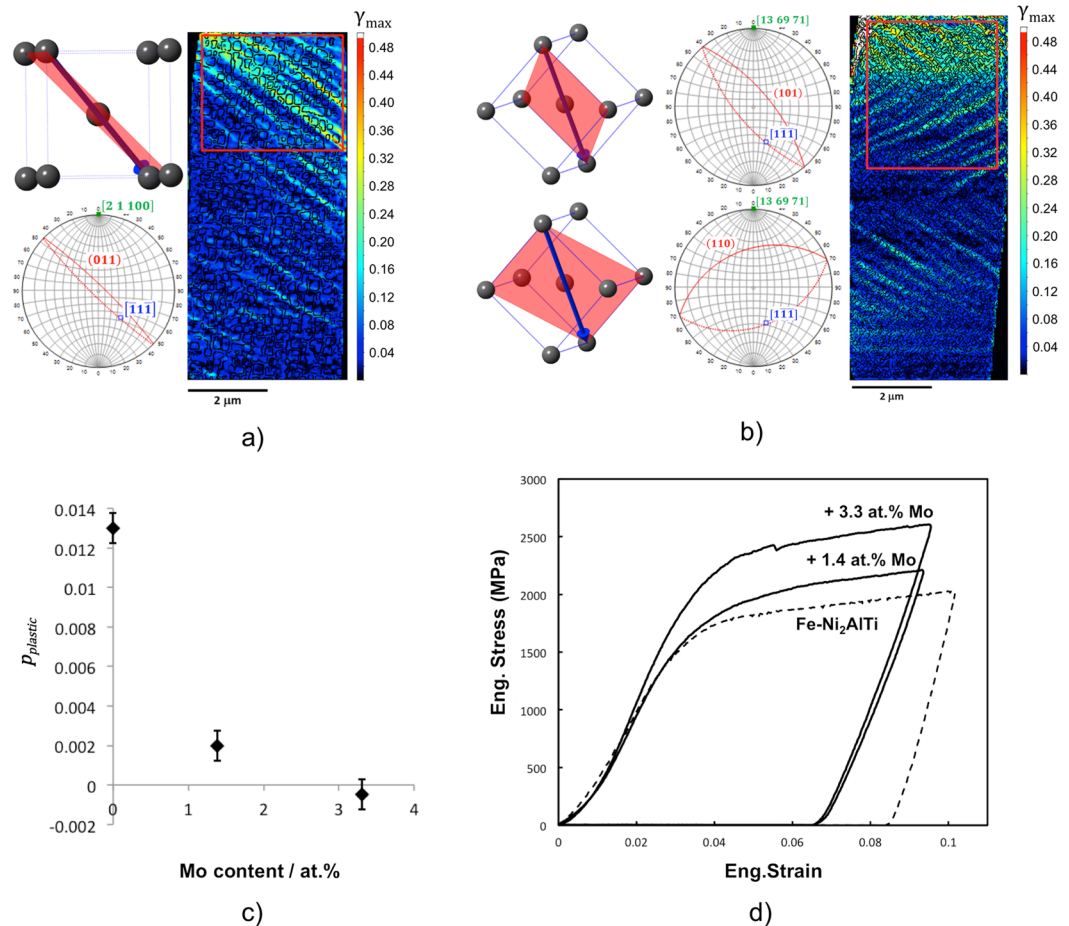 γmax
[2 1 100]
(011)
[1̄1̄1̄]
0.48
0.44
0.40
0.36
0.32
0.28
0.24
0.20
0.16
0.12
0.08
0.04
2 μm
a)
[13 69 71]
(101)
[111]
[13 69 71]
(110)
[111]
γmax
0.48
0.44
0.40
0.36
0.32
0.28
0.24
0.20
0.16
0.12
0.08
0.04
2 μm
b)
0.014
0.012
0.01
0.008
0.006
0.004
0.002
0
-0.002
pplastic
0 1 2 3 4
Mo content / at.%
c)
3000
2500
2000
1500
1000
500
0
Eng. Stress (MPa)
+ 3.3 at.% Mo
+ 1.4 at.% Mo
Fe-Ni2AlTi
0 0.02 0.04 0.06 0.08 0.1
Eng.Strain
d)